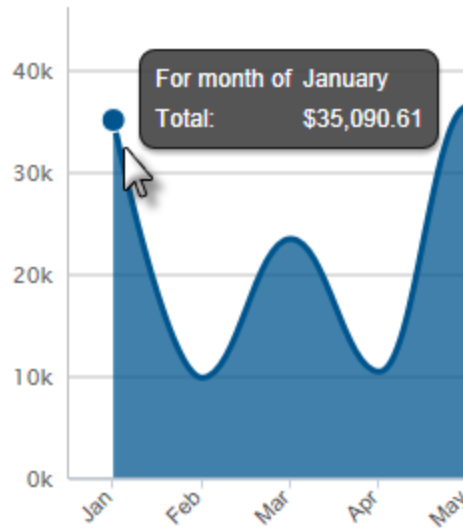 40k
For month of January
Total: $35,090.61
30k
20k
10k
0k
Jan
Feb
Mar
Apr
May